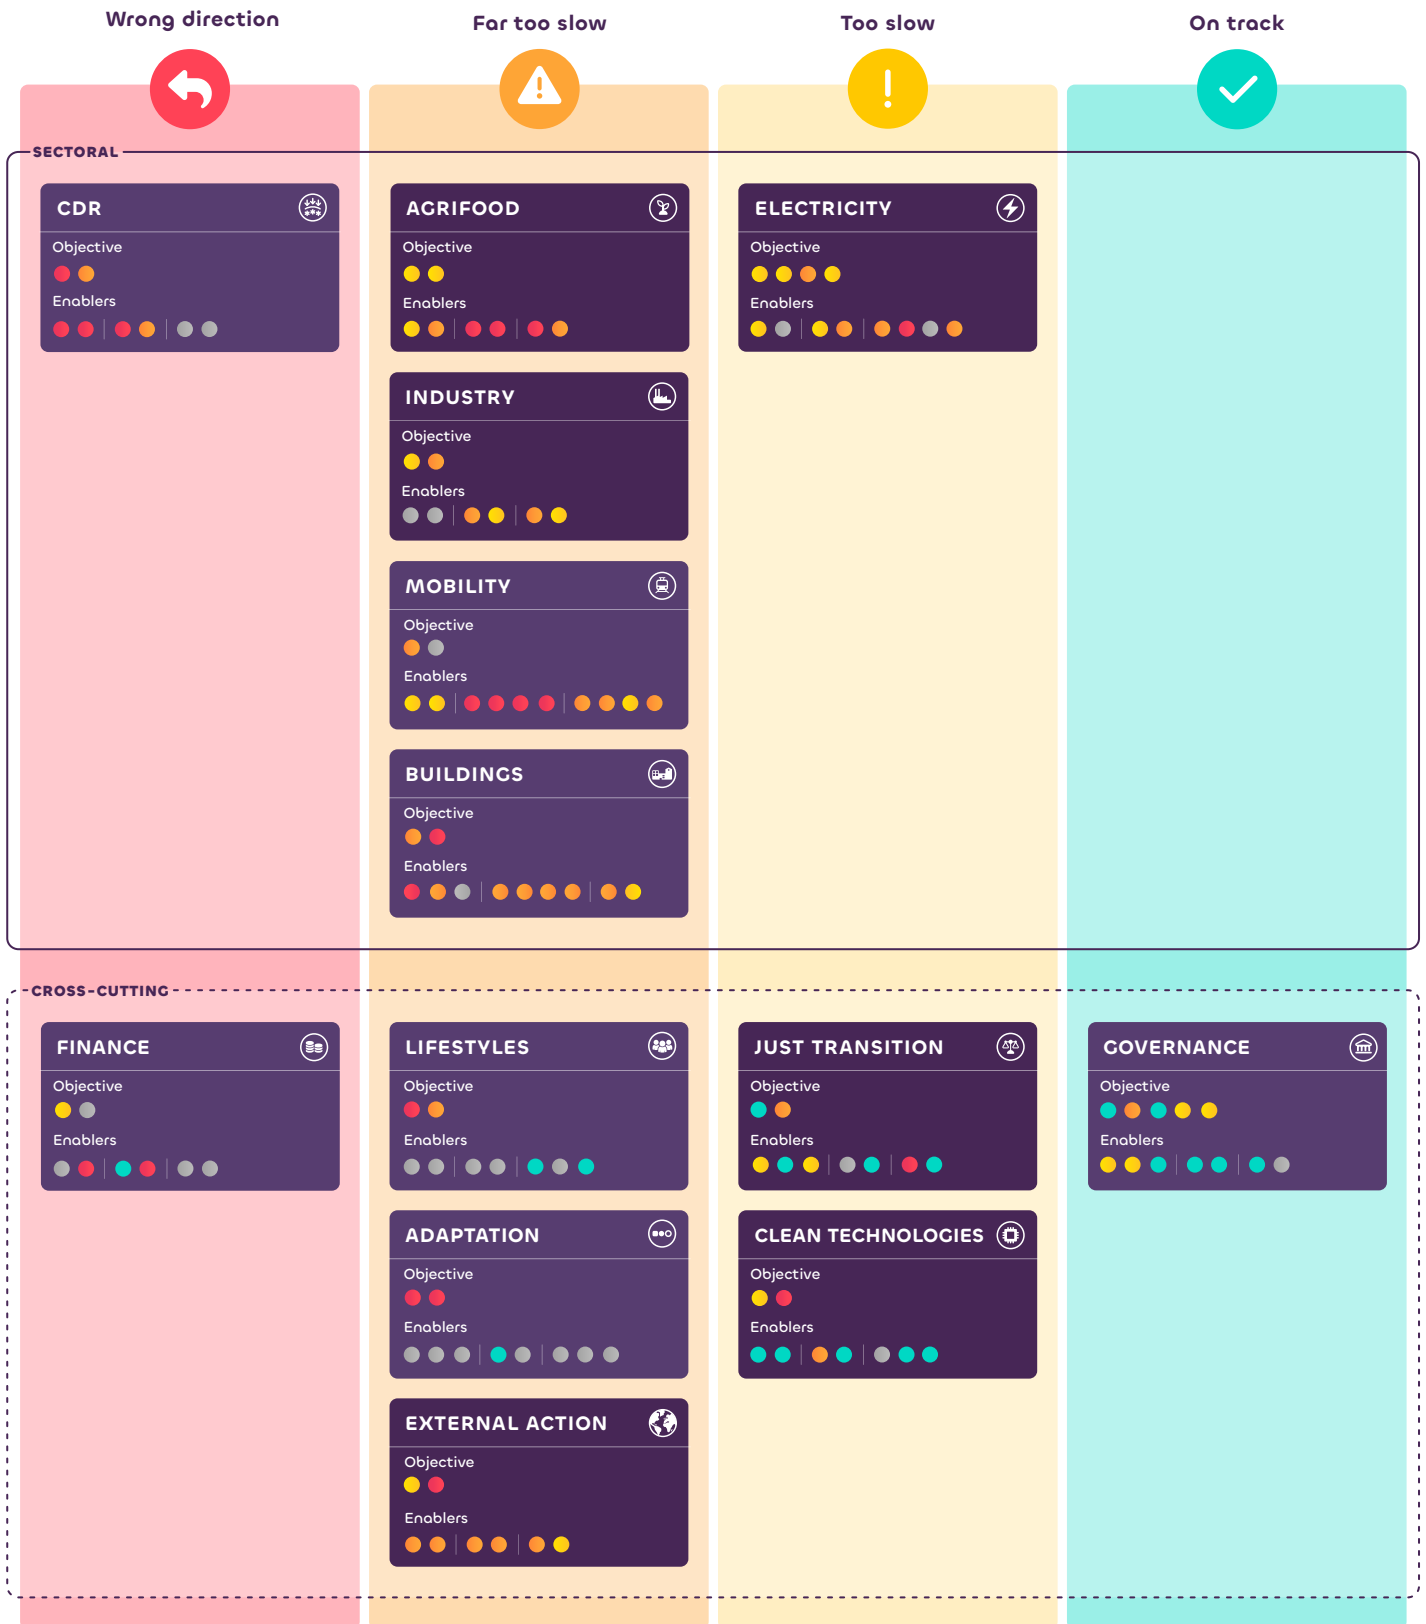 Wrong direction
Far too slow
Too slow
On track
SECTORAL
CDR
Objective
Enablers
AGRIFOOD
Objective
Enablers
ELECTRICITY
Objective
Enablers
INDUSTRY
Objective
Enablers
MOBILITY
Objective
Enablers
BUILDINGS
Objective
Enablers
CROSS-CUTTING
FINANCE
Objective
Enablers
LIFESTYLES
Objective
Enablers
JUST TRANSITION
Objective
Enablers
GOVERNANCE
Objective
Enablers
ADAPTATION
Objective
Enablers
CLEAN TECHNOLOGIES
Objective
Enablers
EXTERNAL ACTION
Objective
Enablers